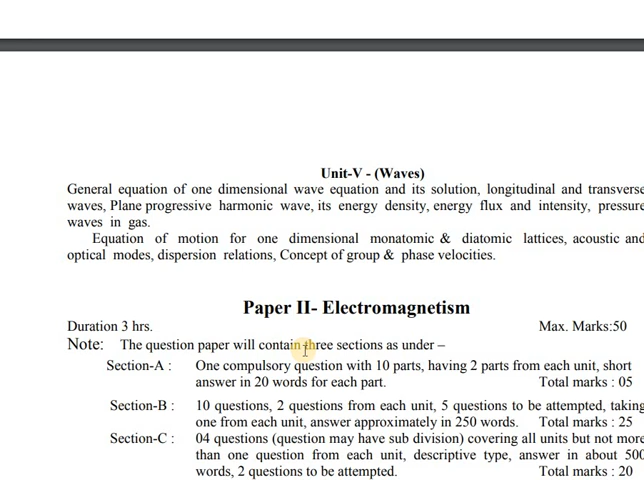 Unit-V - (Waves)
General equation of one dimensional wave equation and its solution, longitudinal and transverse
waves, Plane progressive harmonic wave, its energy density, energy flux and intensity, pressure
waves in gas.
Equation of motion for one dimensional monatomic & diatomic lattices, acoustic and
optical modes, dispersion relations, Concept of group & phase velocities.
Paper II- Electromagnetism
Duration 3 hrs. Max. Marks:50
Note: The question paper will contain three sections as under –
Section-A : One compulsory question with 10 parts, having 2 parts from each unit, short
answer in 20 words for each part. Total marks : 05
Section-B : 10 questions, 2 questions from each unit, 5 questions to be attempted, taking
one from each unit, answer approximately in 250 words. Total marks : 25
Section-C : 04 questions (question may have sub division) covering all units but not more
than one question from each unit, descriptive type, answer in about 500
words, 2 questions to be attempted. Total marks : 20